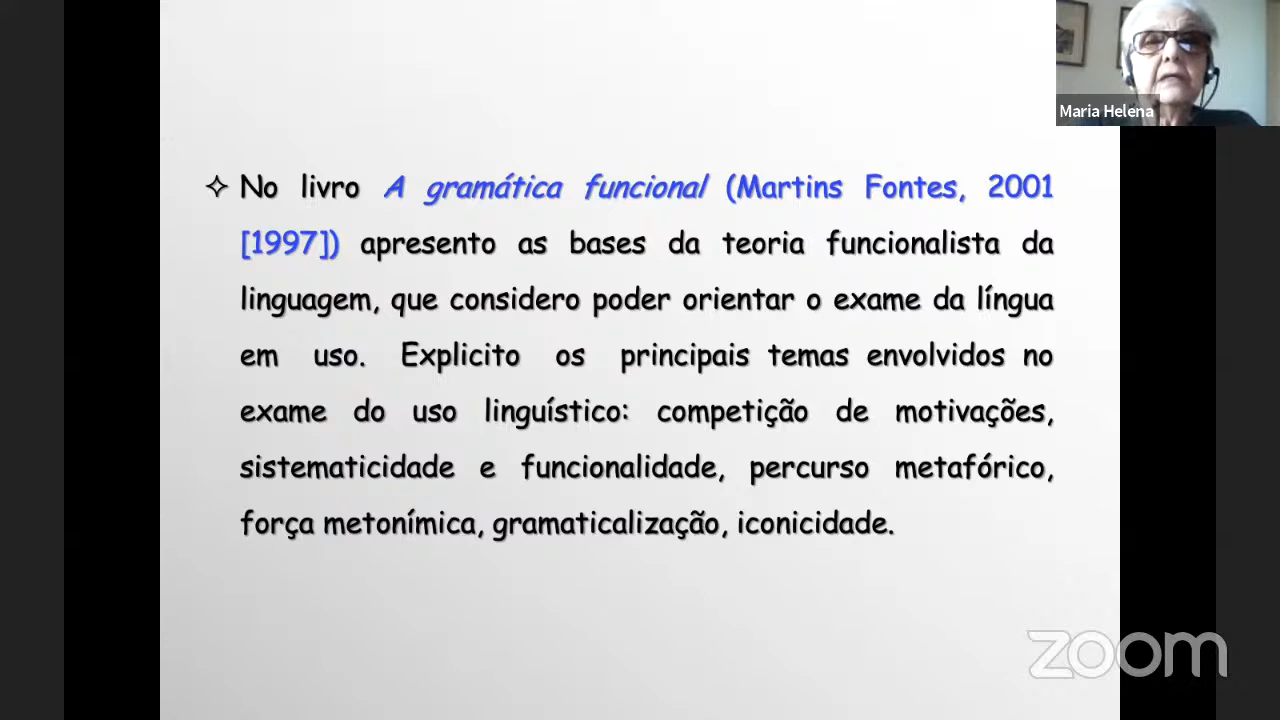 Maria Helena
✧ No livro A gramática funcional (Martins Fontes, 2001
[1997]) apresento as bases da teoria funcionalista da
linguagem, que considero poder orientar o exame da língua
em uso. Explicito os principais temas envolvidos no
exame do uso linguístico: competição de motivações,
sistematicidade e funcionalidade, percurso metafórico,
força metonímica, gramaticalização, iconicidade.
zoom